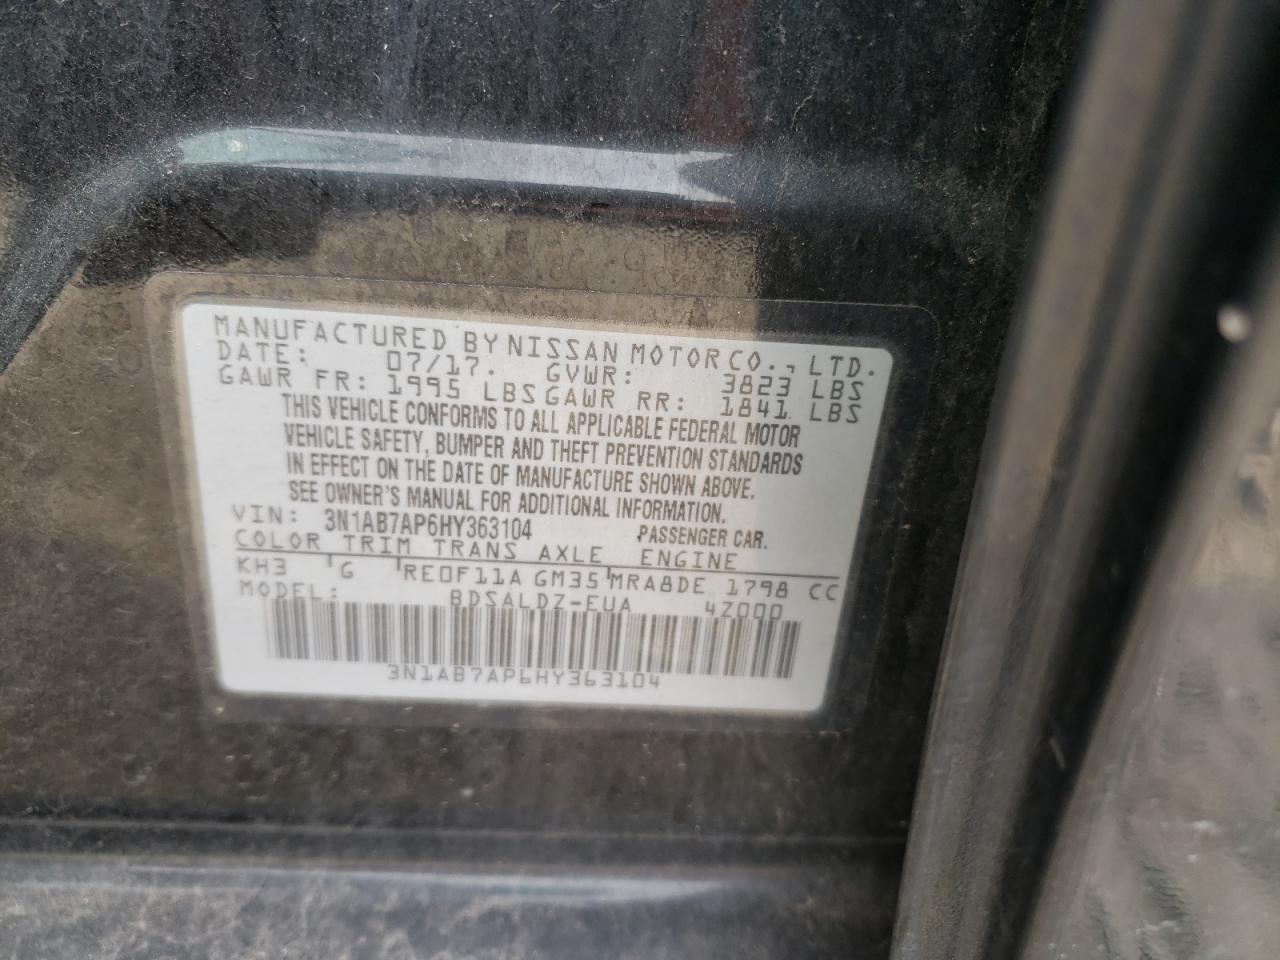 MANUFACTURED BY NISSAN MOTOR CO., LTD.
DATE: 07/17. GVWR: 3823 LBS
GAWR FR: 1995 LBS GAWR RR: 1841 LBS
THIS VEHICLE CONFORMS TO ALL APPLICABLE FEDERAL MOTOR
VEHICLE SAFETY, BUMPER AND THEFT PREVENTION STANDARDS
IN EFFECT ON THE DATE OF MANUFACTURE SHOWN ABOVE.
SEE OWNER'S MANUAL FOR ADDITIONAL INFORMATION.
VIN: 3N1AB7AP6HY363104 PASSENGER CAR.
COLOR TRIM TRANS AXLE ENGINE
KH3 G RE0F11A GM35 MRA8DE 1798 CC
MODEL: BDSALDZ-EUA 4Z000
3N1AB7AP6HY363104